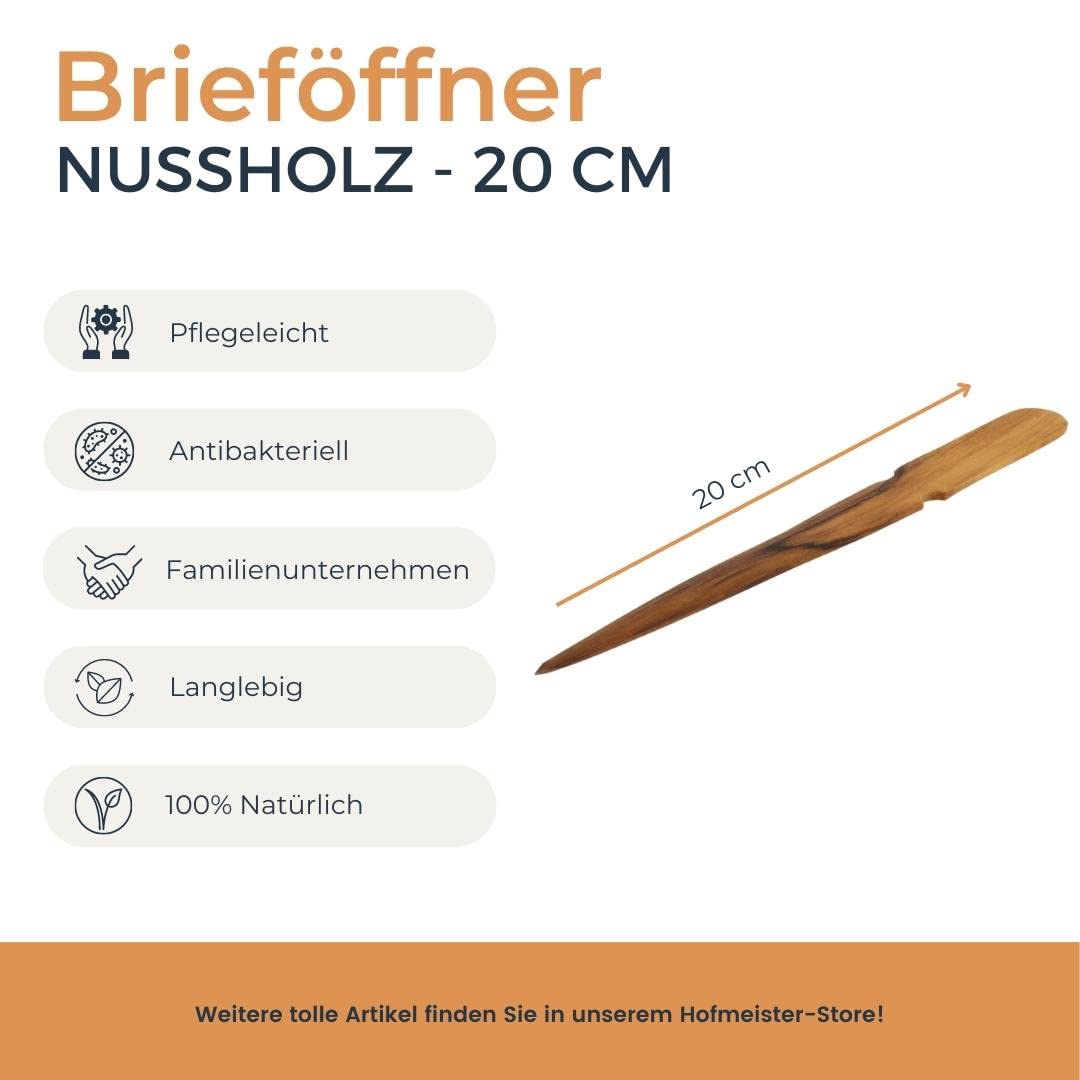 Brieföffner
NUSSHOLZ - 20 CM
Pflegeleicht
Antibakteriell
20 cm
Familienunternehmen
Langlebig
100% Natürlich
Weitere tolle Artikel finden Sie in unserem Hofmeister-Store!